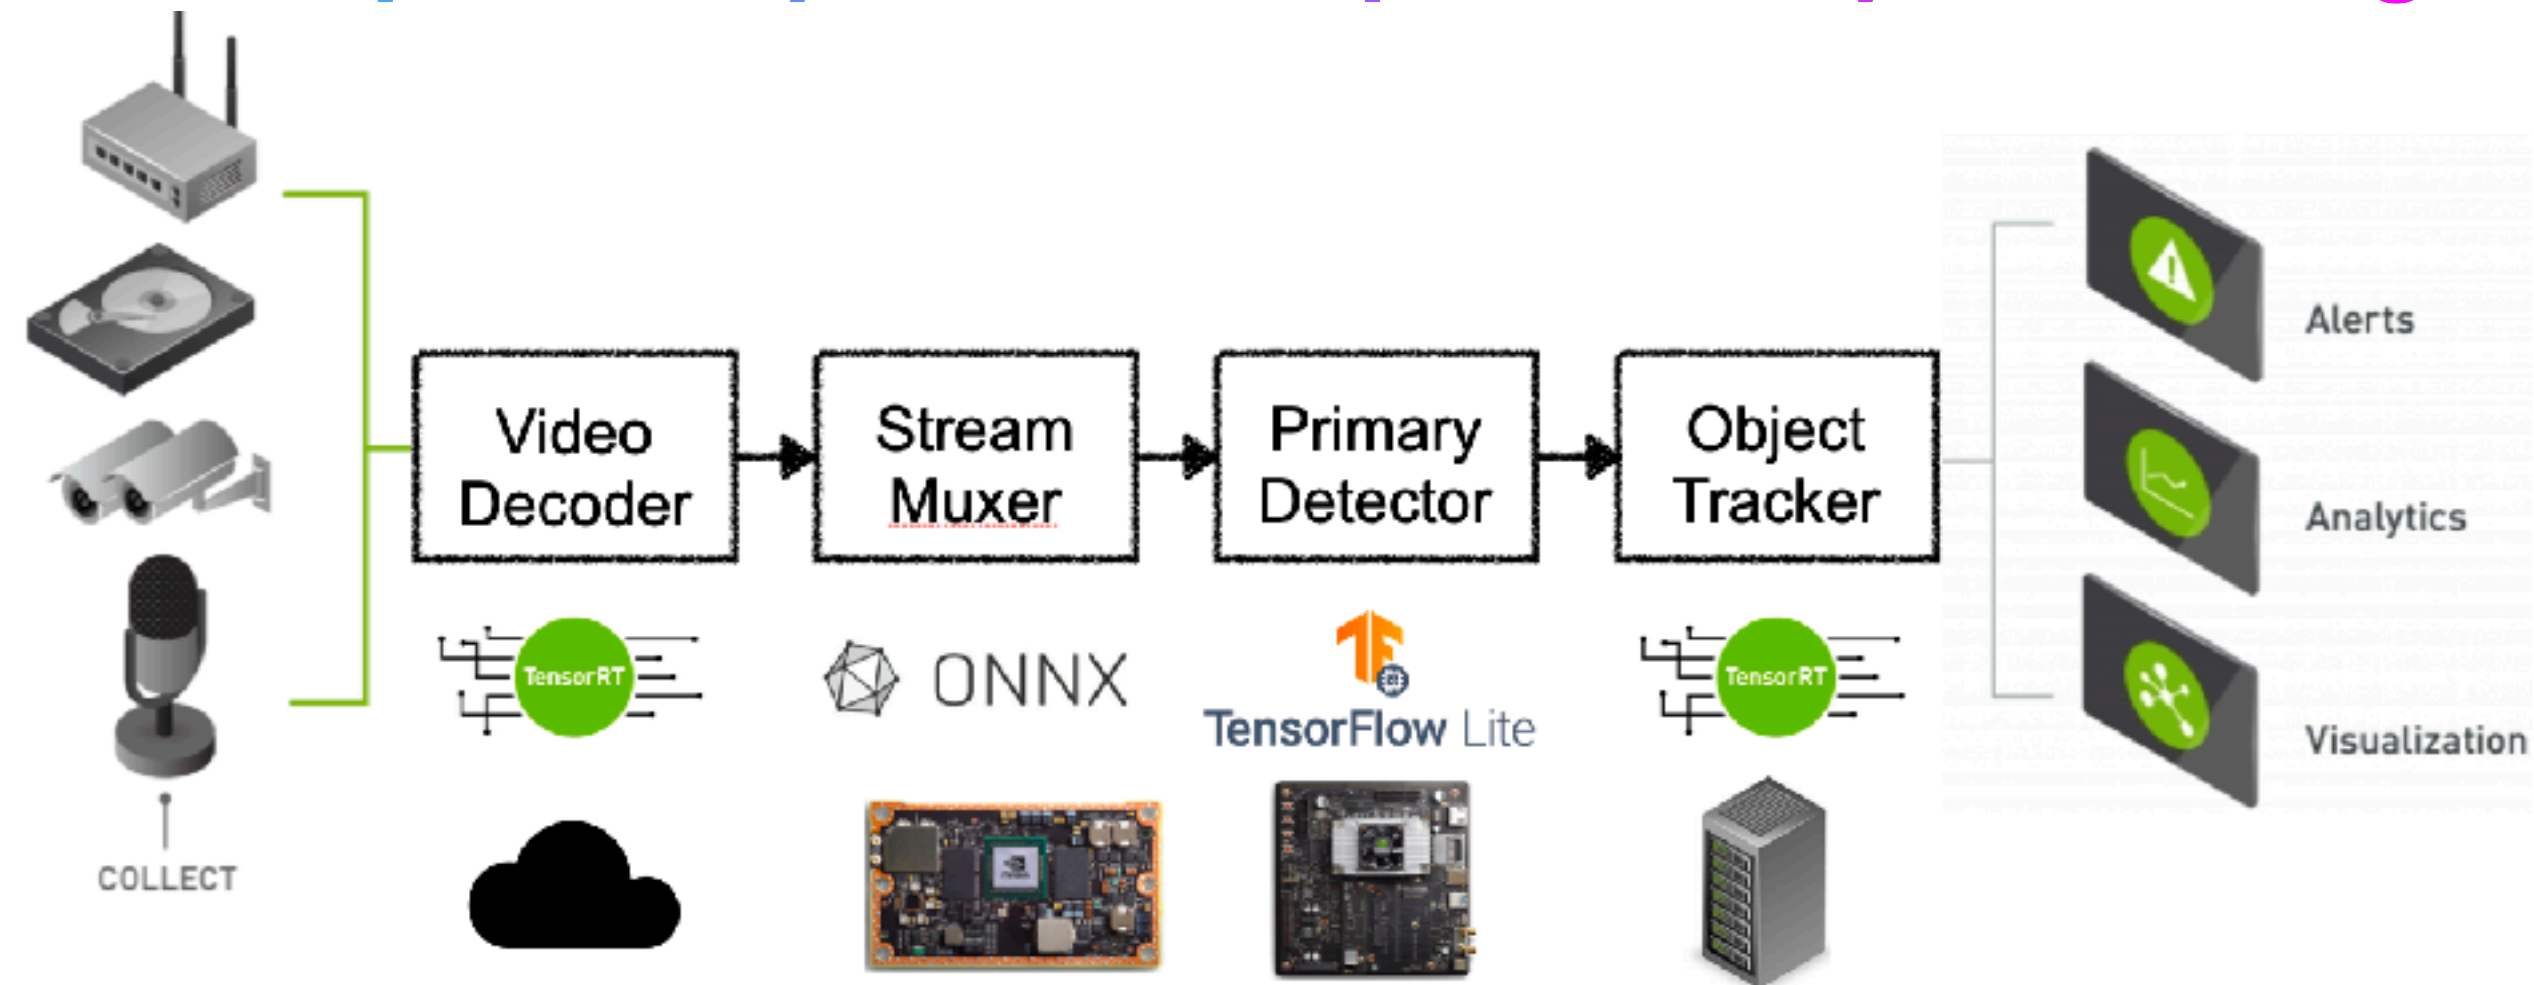 COLLECT
Video
Decoder
Stream
Muxer
Primary
Detector
Object
Tracker
TensorRT
ONNX
TensorFlow Lite
TensorRT
Alerts
Analytics
Visualization